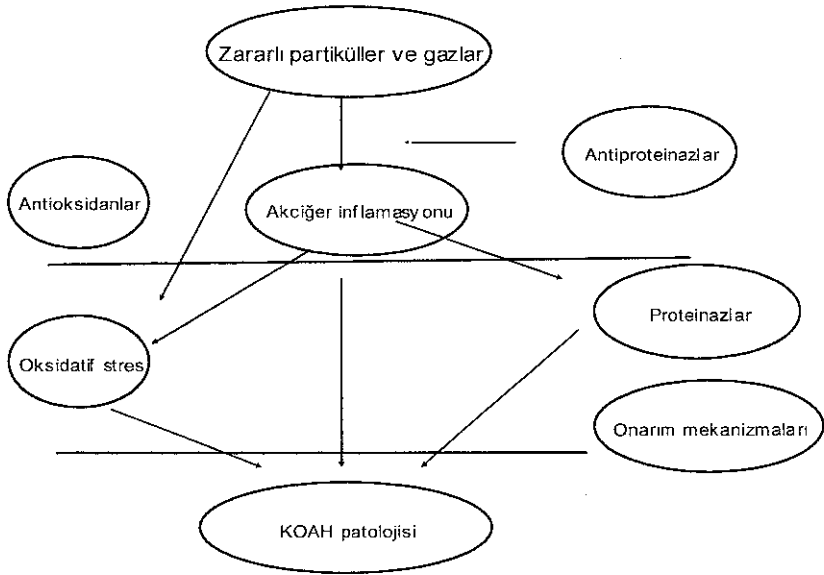 Zararlı partiküller ve gazlar
Antiproteinazlar
Antioksidanlar
Akciğer inflamasyonu
Proteinazlar
Oksidatif stres
Onarım mekanizmaları
KOAH patolojisi